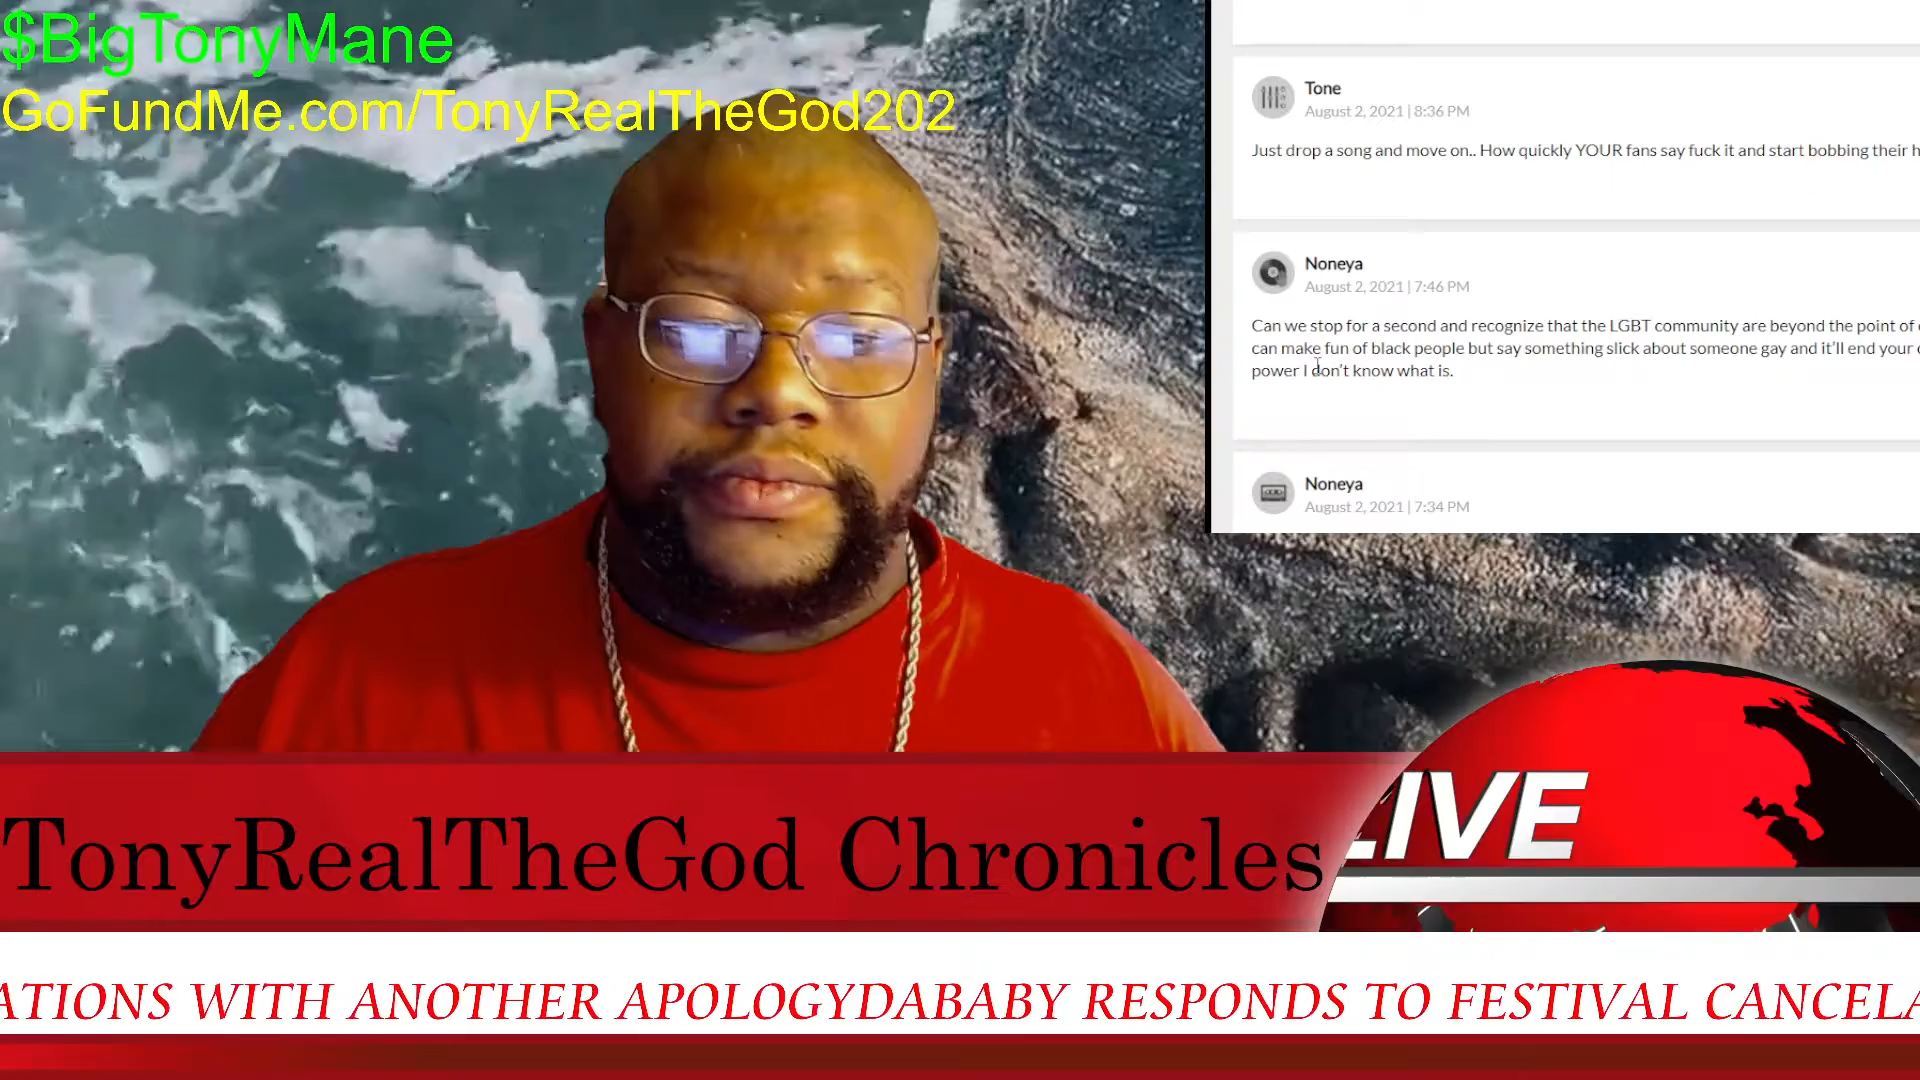 $BigTonyMane
GoFundMe.com/TonyRealTheGod202
Tone
August 2, 2021 | 8:36 PM
Just drop a song and move on.. How quickly YOUR fans say fuck it and start bobbing their
Noneya
August 2, 2021 | 7:46 PM
Can we stop for a second and recognize that the LGBT community are beyond the point of
can make fun of black people but say something slick about someone gay and it'll end your
power I don't know what is.
Noneya
August 2, 2021 | 7:34 PM
LIVE
TonyRealTheGod Chronicles
ATIONS WITH ANOTHER APOLOGYDABABY RESPONDS TO FESTIVAL CANCELA